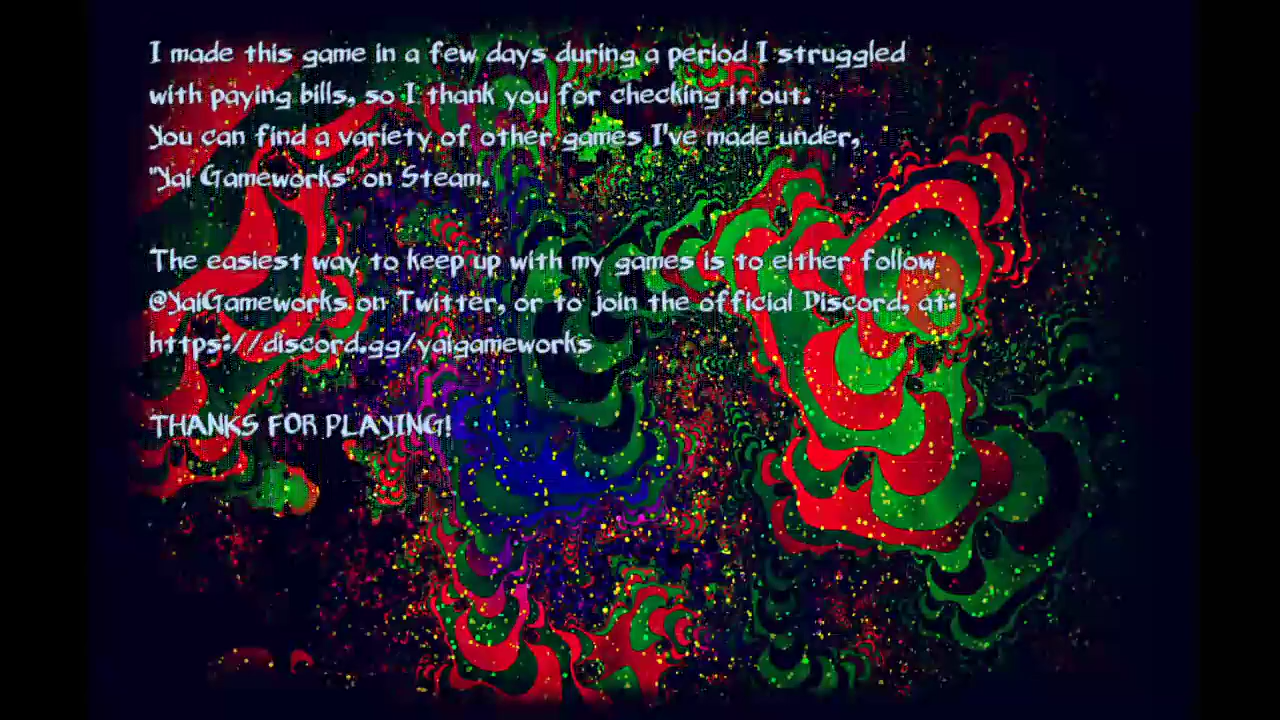 I made this game in a few days during a period I struggled
with paying bills, so I thank you for checking it out.
You can find a variety of other games I've made under,
"Yai Gameworks" on Steam.
The easiest way to keep up with my games is to either follow
@YaiGameworks on Twitter, or to join the official Discord, at:
https://discord.gg/yaigameworks
THANKS FOR PLAYING!